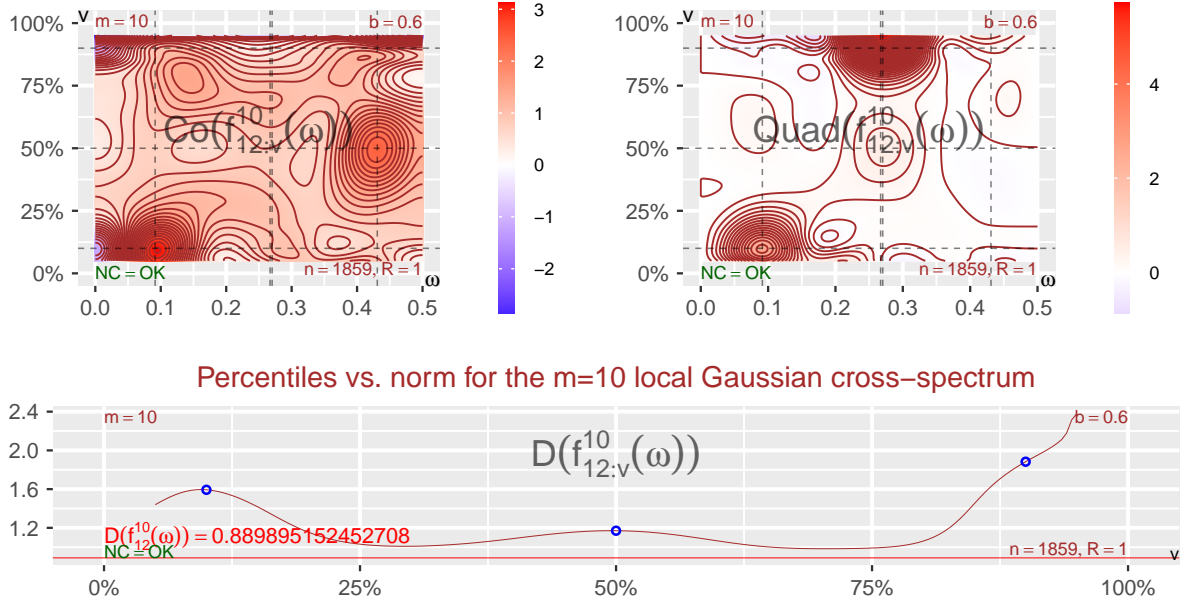 v
100%
75%
50%
25%
0%
m = 10
b = 0.6
Co(f¹⁰₁₂:ᵥ(ω))
NC = OK
n = 1859, R = 1
ω
0.0 0.1 0.2 0.3 0.4 0.5
3
2
1
0
−1
−2
v
100%
75%
50%
25%
0%
m = 10
b = 0.6
Quad(f¹⁰₁₂:ᵥ(ω))
NC = OK
n = 1859, R = 1
ω
0.0 0.1 0.2 0.3 0.4 0.5
4
2
0
Percentiles vs. norm for the m=10 local Gaussian cross−spectrum
2.4
2.0
1.6
1.2
m = 10
b = 0.6
D(f¹⁰₁₂:ᵥ(ω))
D(f¹⁰₁₂(ω)) = 0.889895152452708
NC = OK
n = 1859, R = 1
v
0% 25% 50% 75% 100%